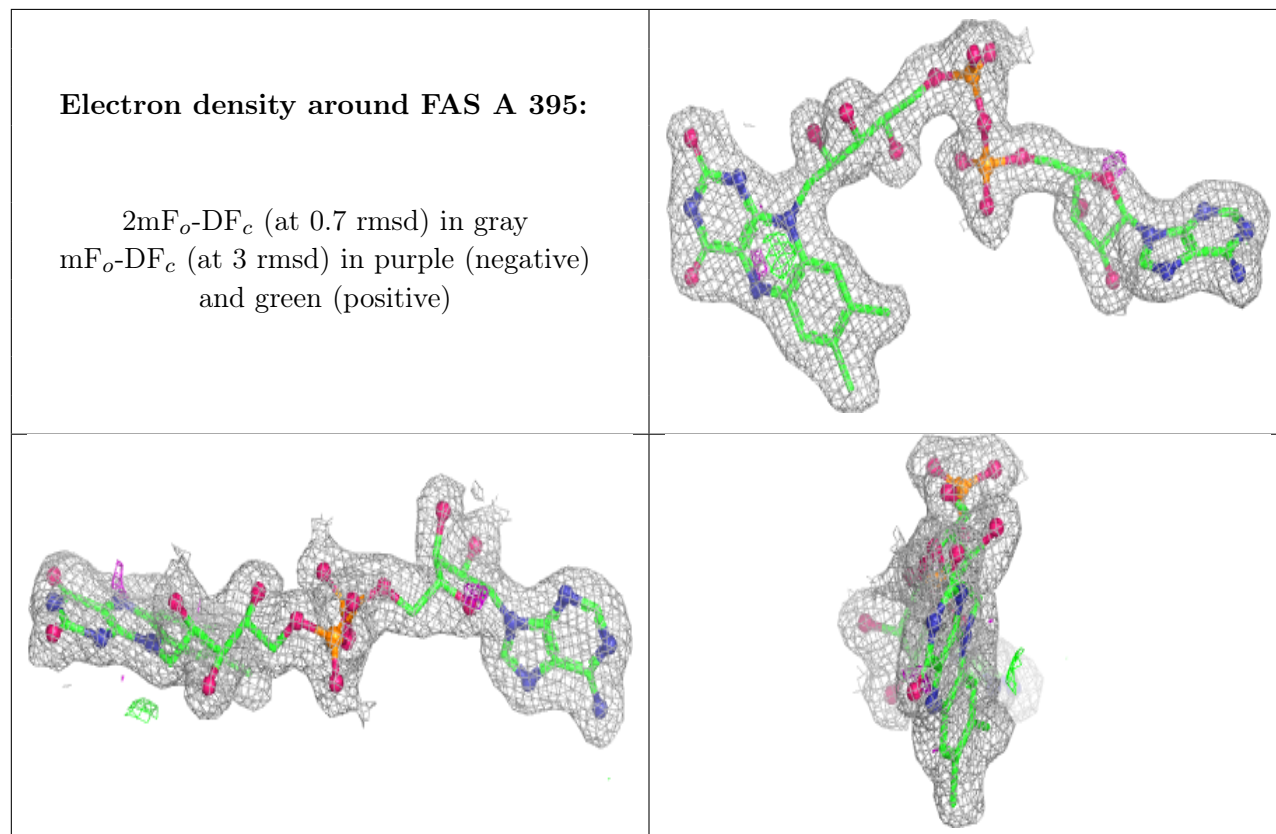 Electron density around FAS A 395:
2mFo-DFc (at 0.7 rmsd) in gray
mFo-DFc (at 3 rmsd) in purple (negative)
and green (positive)